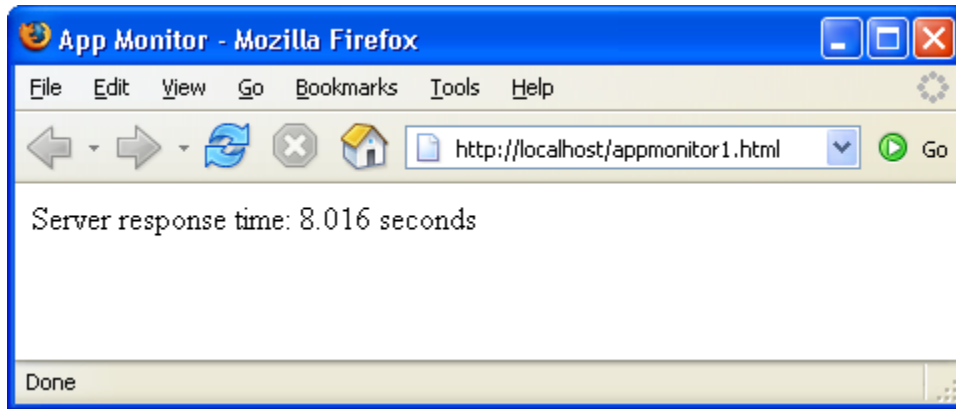 App Monitor - Mozilla Firefox
File Edit View Go Bookmarks Tools Help
http://localhost/appmonitor1.html Go
Server response time: 8.016 seconds
Done